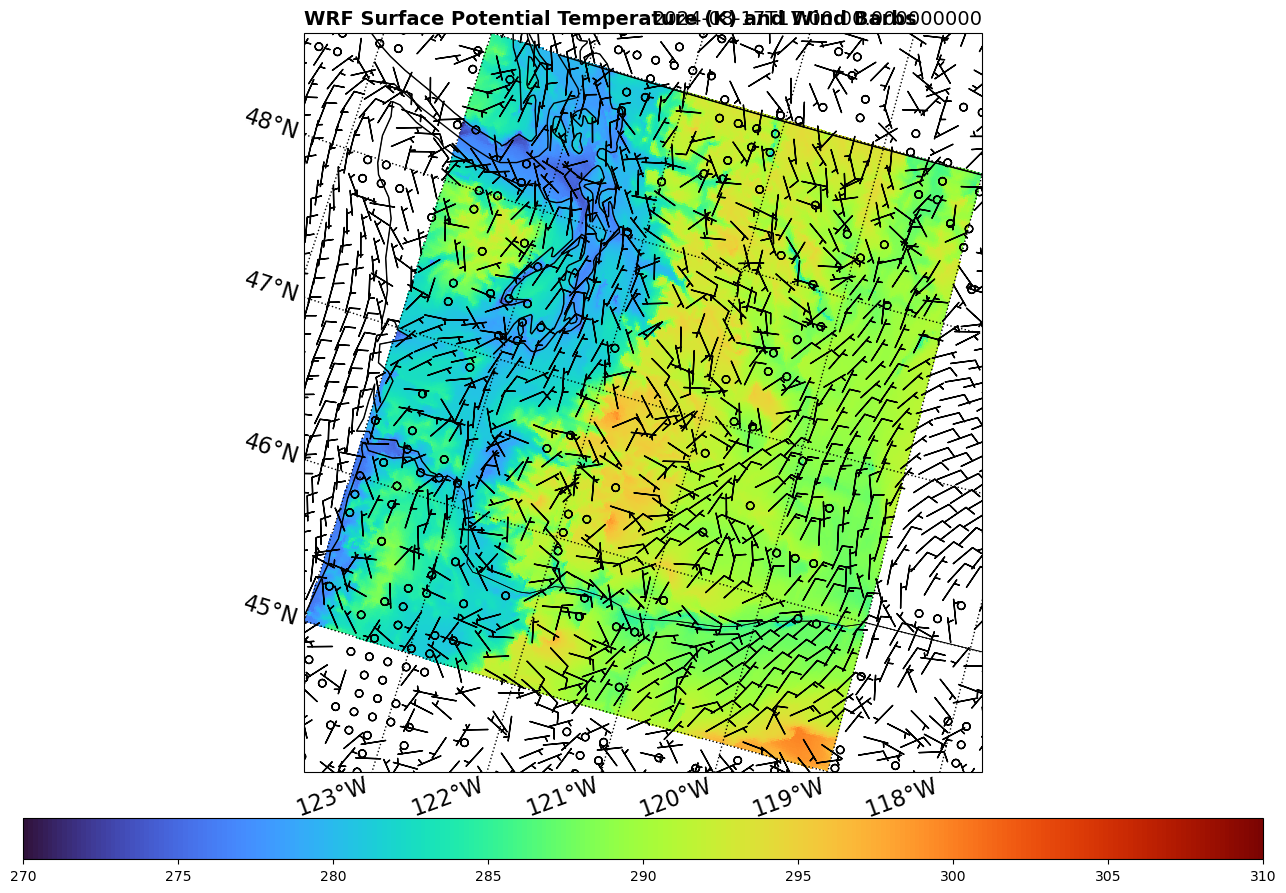 WRF Surface Potential Temperature (K) and Wind Barbs
48°N
47°N
46°N
45°N
123°W 122°W 121°W 120°W 119°W 118°W
270 275 280 285 290 295 300 305 310